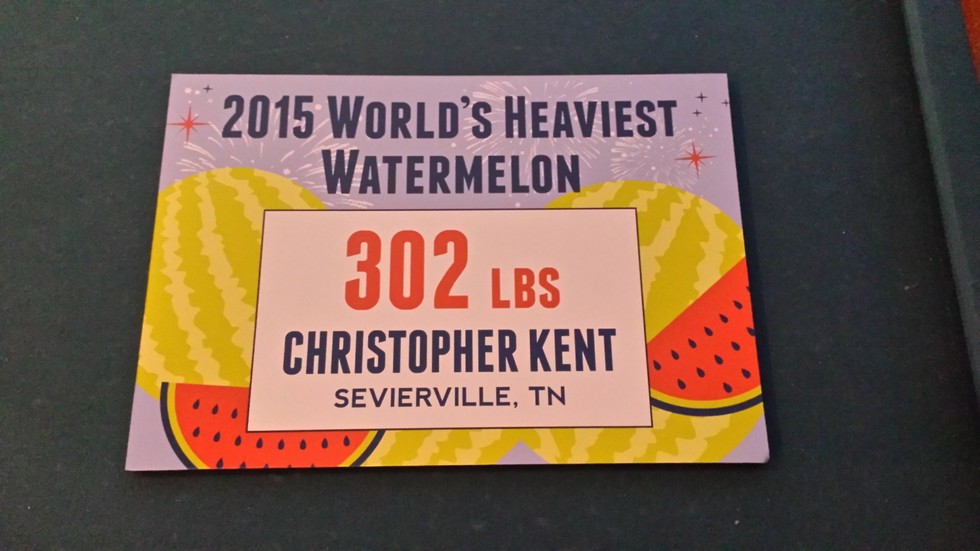 2015 WORLD'S HEAVIEST
WATERMELON
302 LBS
CHRISTOPHER KENT
SEVIERVILLE, TN